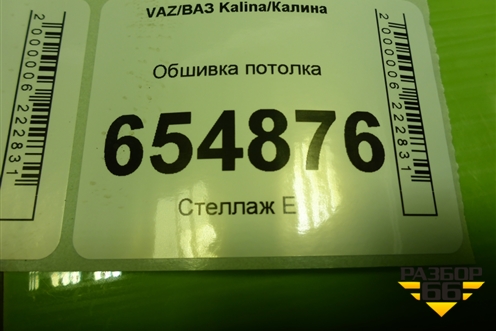 VAZ/ВАЗ Kalina/Калина
Обшивка потолка
654876
Стеллаж Е
2000006222831
2000006222831
РАЗБОР
66